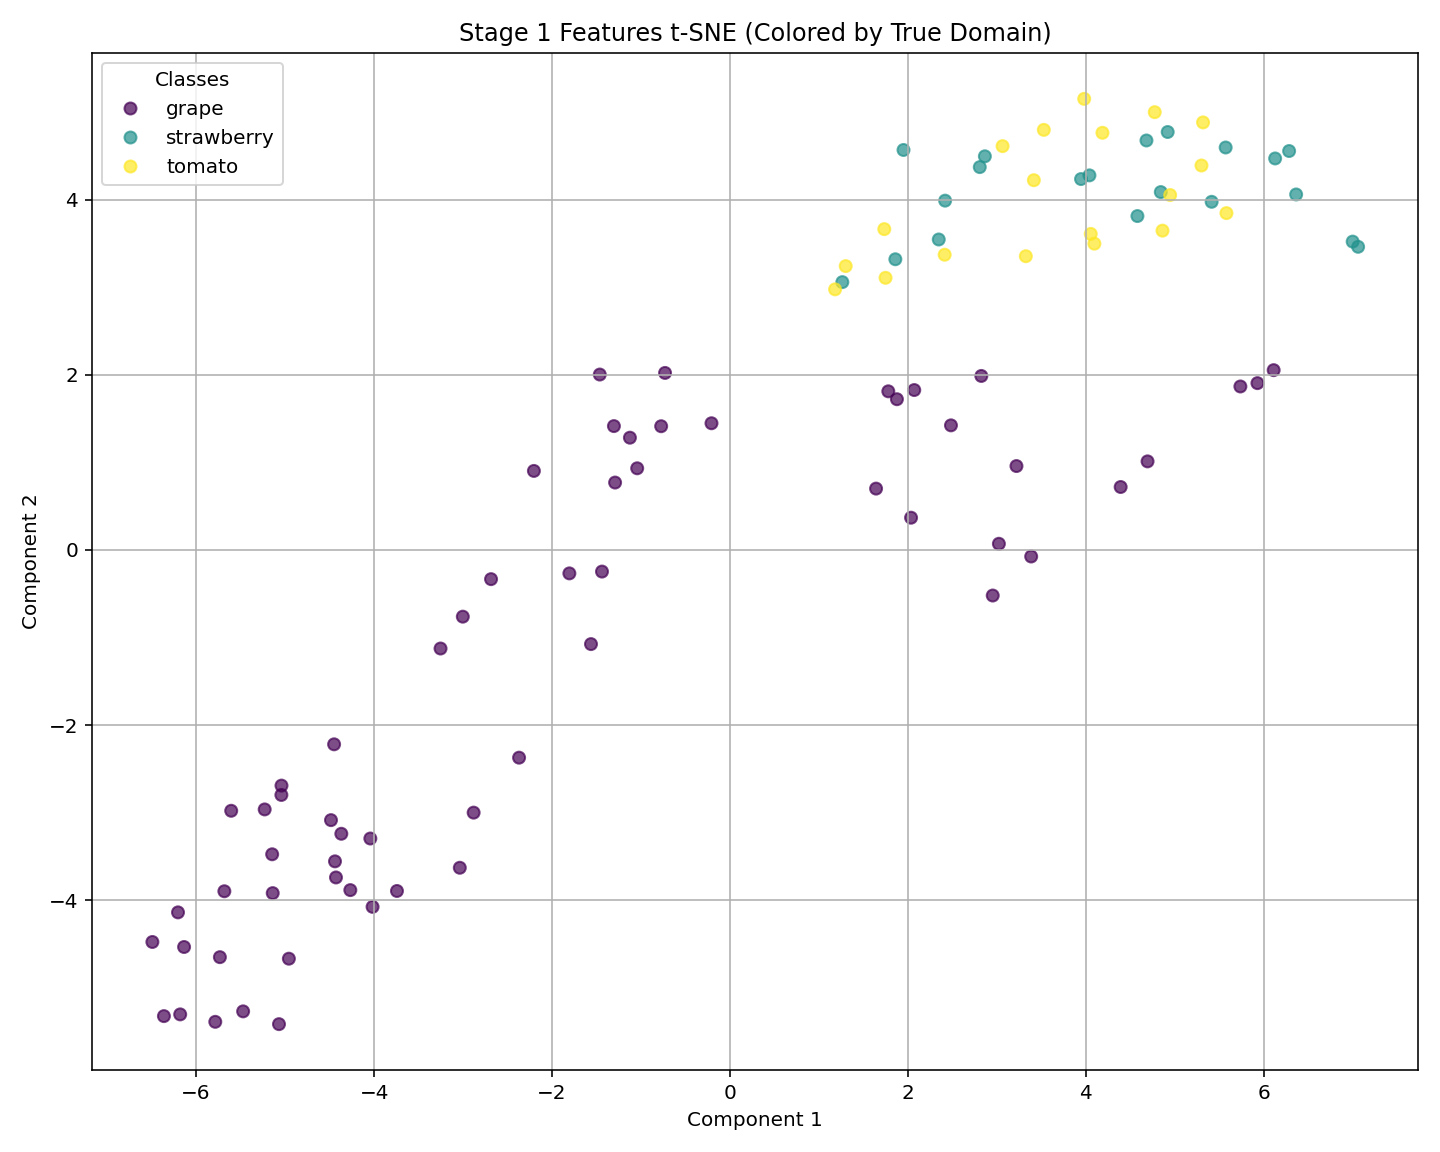 Stage 1 Features t-SNE (Colored by True Domain)
Classes
grape
strawberry
tomato
4
2
0
−2
−4
Component 2
−6 −4 −2 0 2 4 6
Component 1